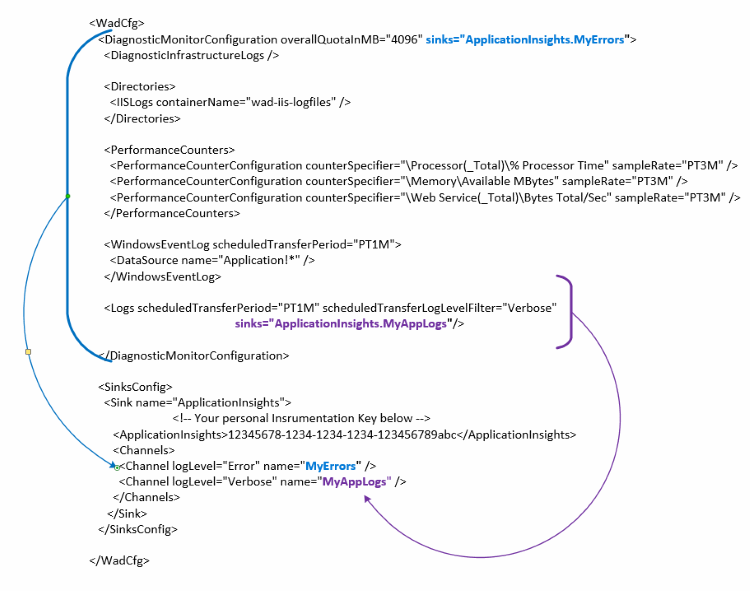 <WadCfg>
<DiagnosticMonitorConfiguration overallQuotaInMB="4096" sinks="ApplicationInsights.MyErrors">
<DiagnosticInfrastructureLogs />
<Directories>
<IISLogs containerName="wad-iis-logfiles" />
</Directories>
<PerformanceCounters>
<PerformanceCounterConfiguration counterSpecifier="\Processor(_Total)\% Processor Time" sampleRate="PT3M" />
<PerformanceCounterConfiguration counterSpecifier="\Memory\Available MBytes" sampleRate="PT3M" />
<PerformanceCounterConfiguration counterSpecifier="\Web Service(_Total)\Bytes Total/Sec" sampleRate="PT3M" />
</PerformanceCounters>
<WindowsEventLog scheduledTransferPeriod="PT1M">
<DataSource name="Application!*" />
</WindowsEventLog>
<Logs scheduledTransferPeriod="PT1M" scheduledTransferLogLevelFilter="Verbose"
sinks="ApplicationInsights.MyAppLogs"/>
</DiagnosticMonitorConfiguration>
<SinksConfig>
<Sink name="ApplicationInsights">
<!-- Your personal Insrumentation Key below -->
<ApplicationInsights>12345678-1234-1234-1234-123456789abc</ApplicationInsights>
<Channels>
<Channel logLevel="Error" name="MyErrors" />
<Channel logLevel="Verbose" name="MyAppLogs" />
</Channels>
</Sink>
</SinksConfig>
</WadCfg>